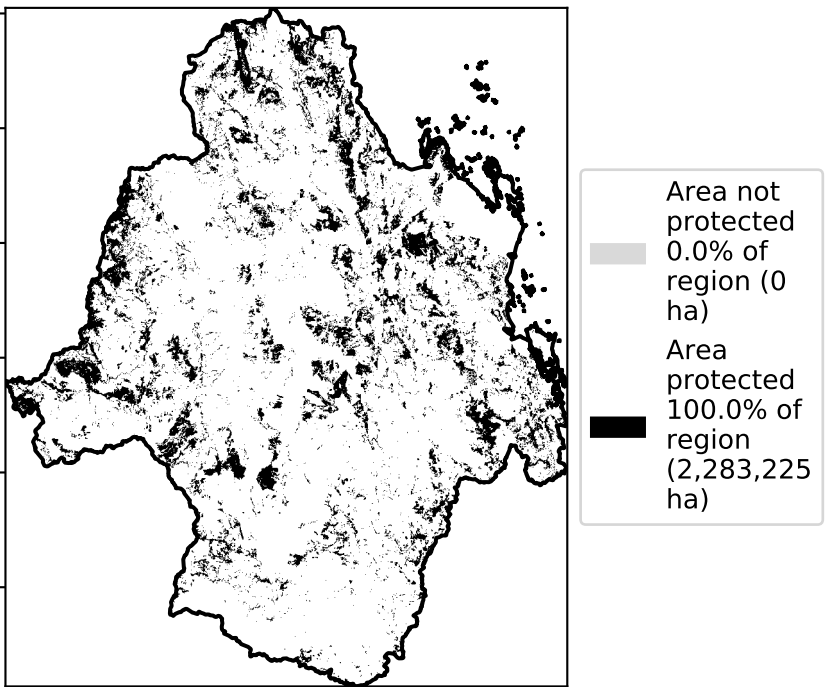 Area not
protected
0.0% of
region (0
ha)
Area
protected
100.0% of
region
(2,283,225
ha)